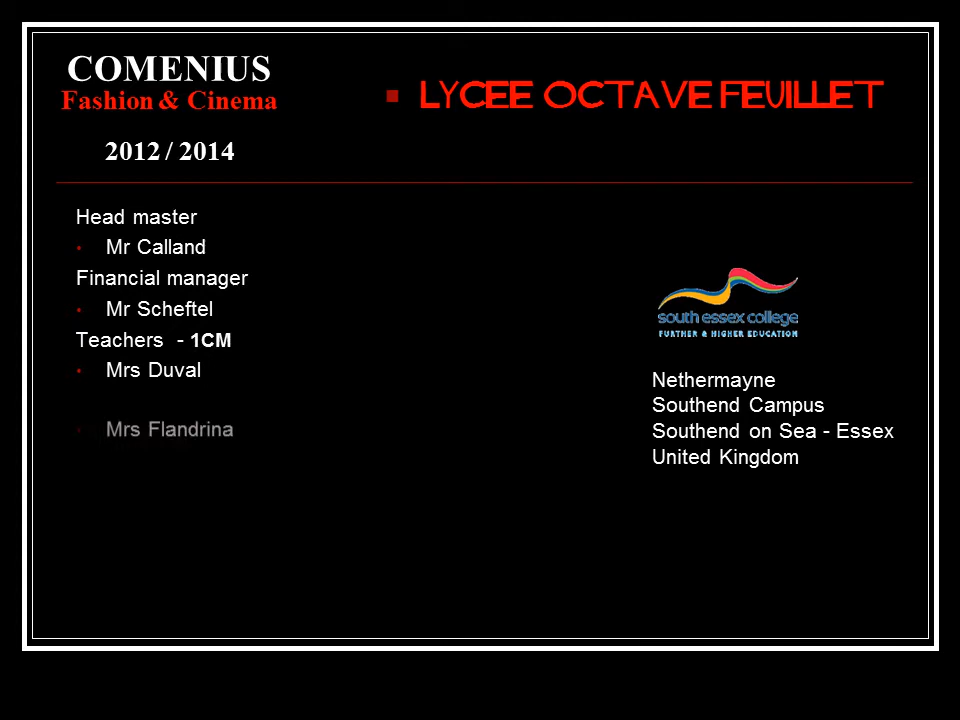 COMENIUS
Fashion & Cinema
2012 / 2014
LYCEE OCTAVE FEUILLET
Head master
Mr Calland
Financial manager
Mr Scheftel
Teachers - 1CM
Mrs Duval
Mrs Flandrina
south essex college
FURTHER & HIGHER EDUCATION
Nethermayne
Southend Campus
Southend on Sea - Essex
United Kingdom